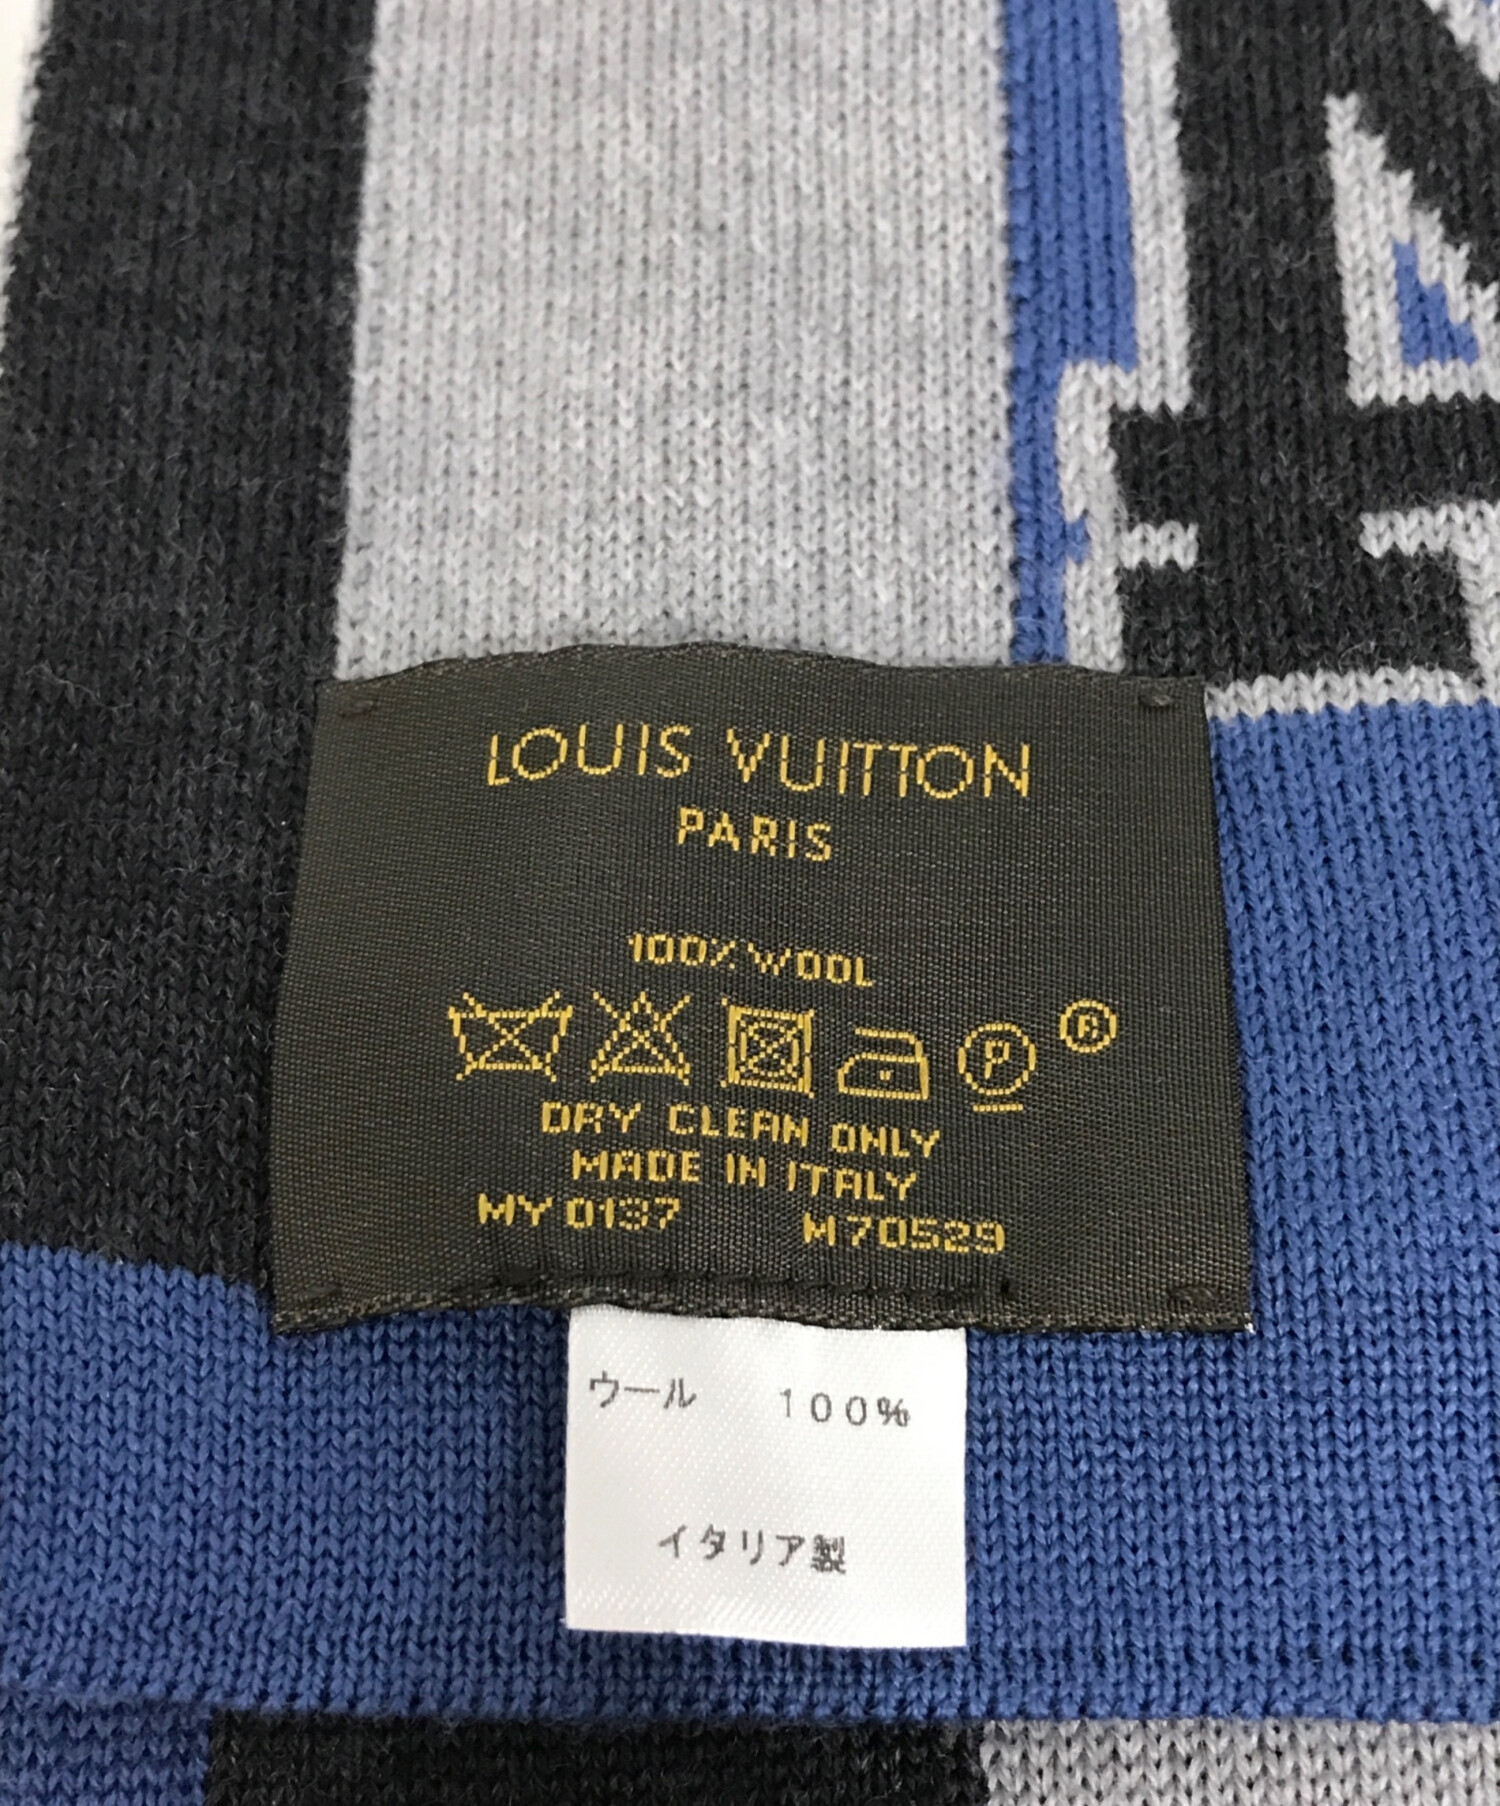 LOUIS VUITTON
PARIS
100% WOOL
P ®
DRY CLEAN ONLY
MADE IN ITALY
MY 0137 M70529
ウール 100%
イタリア製